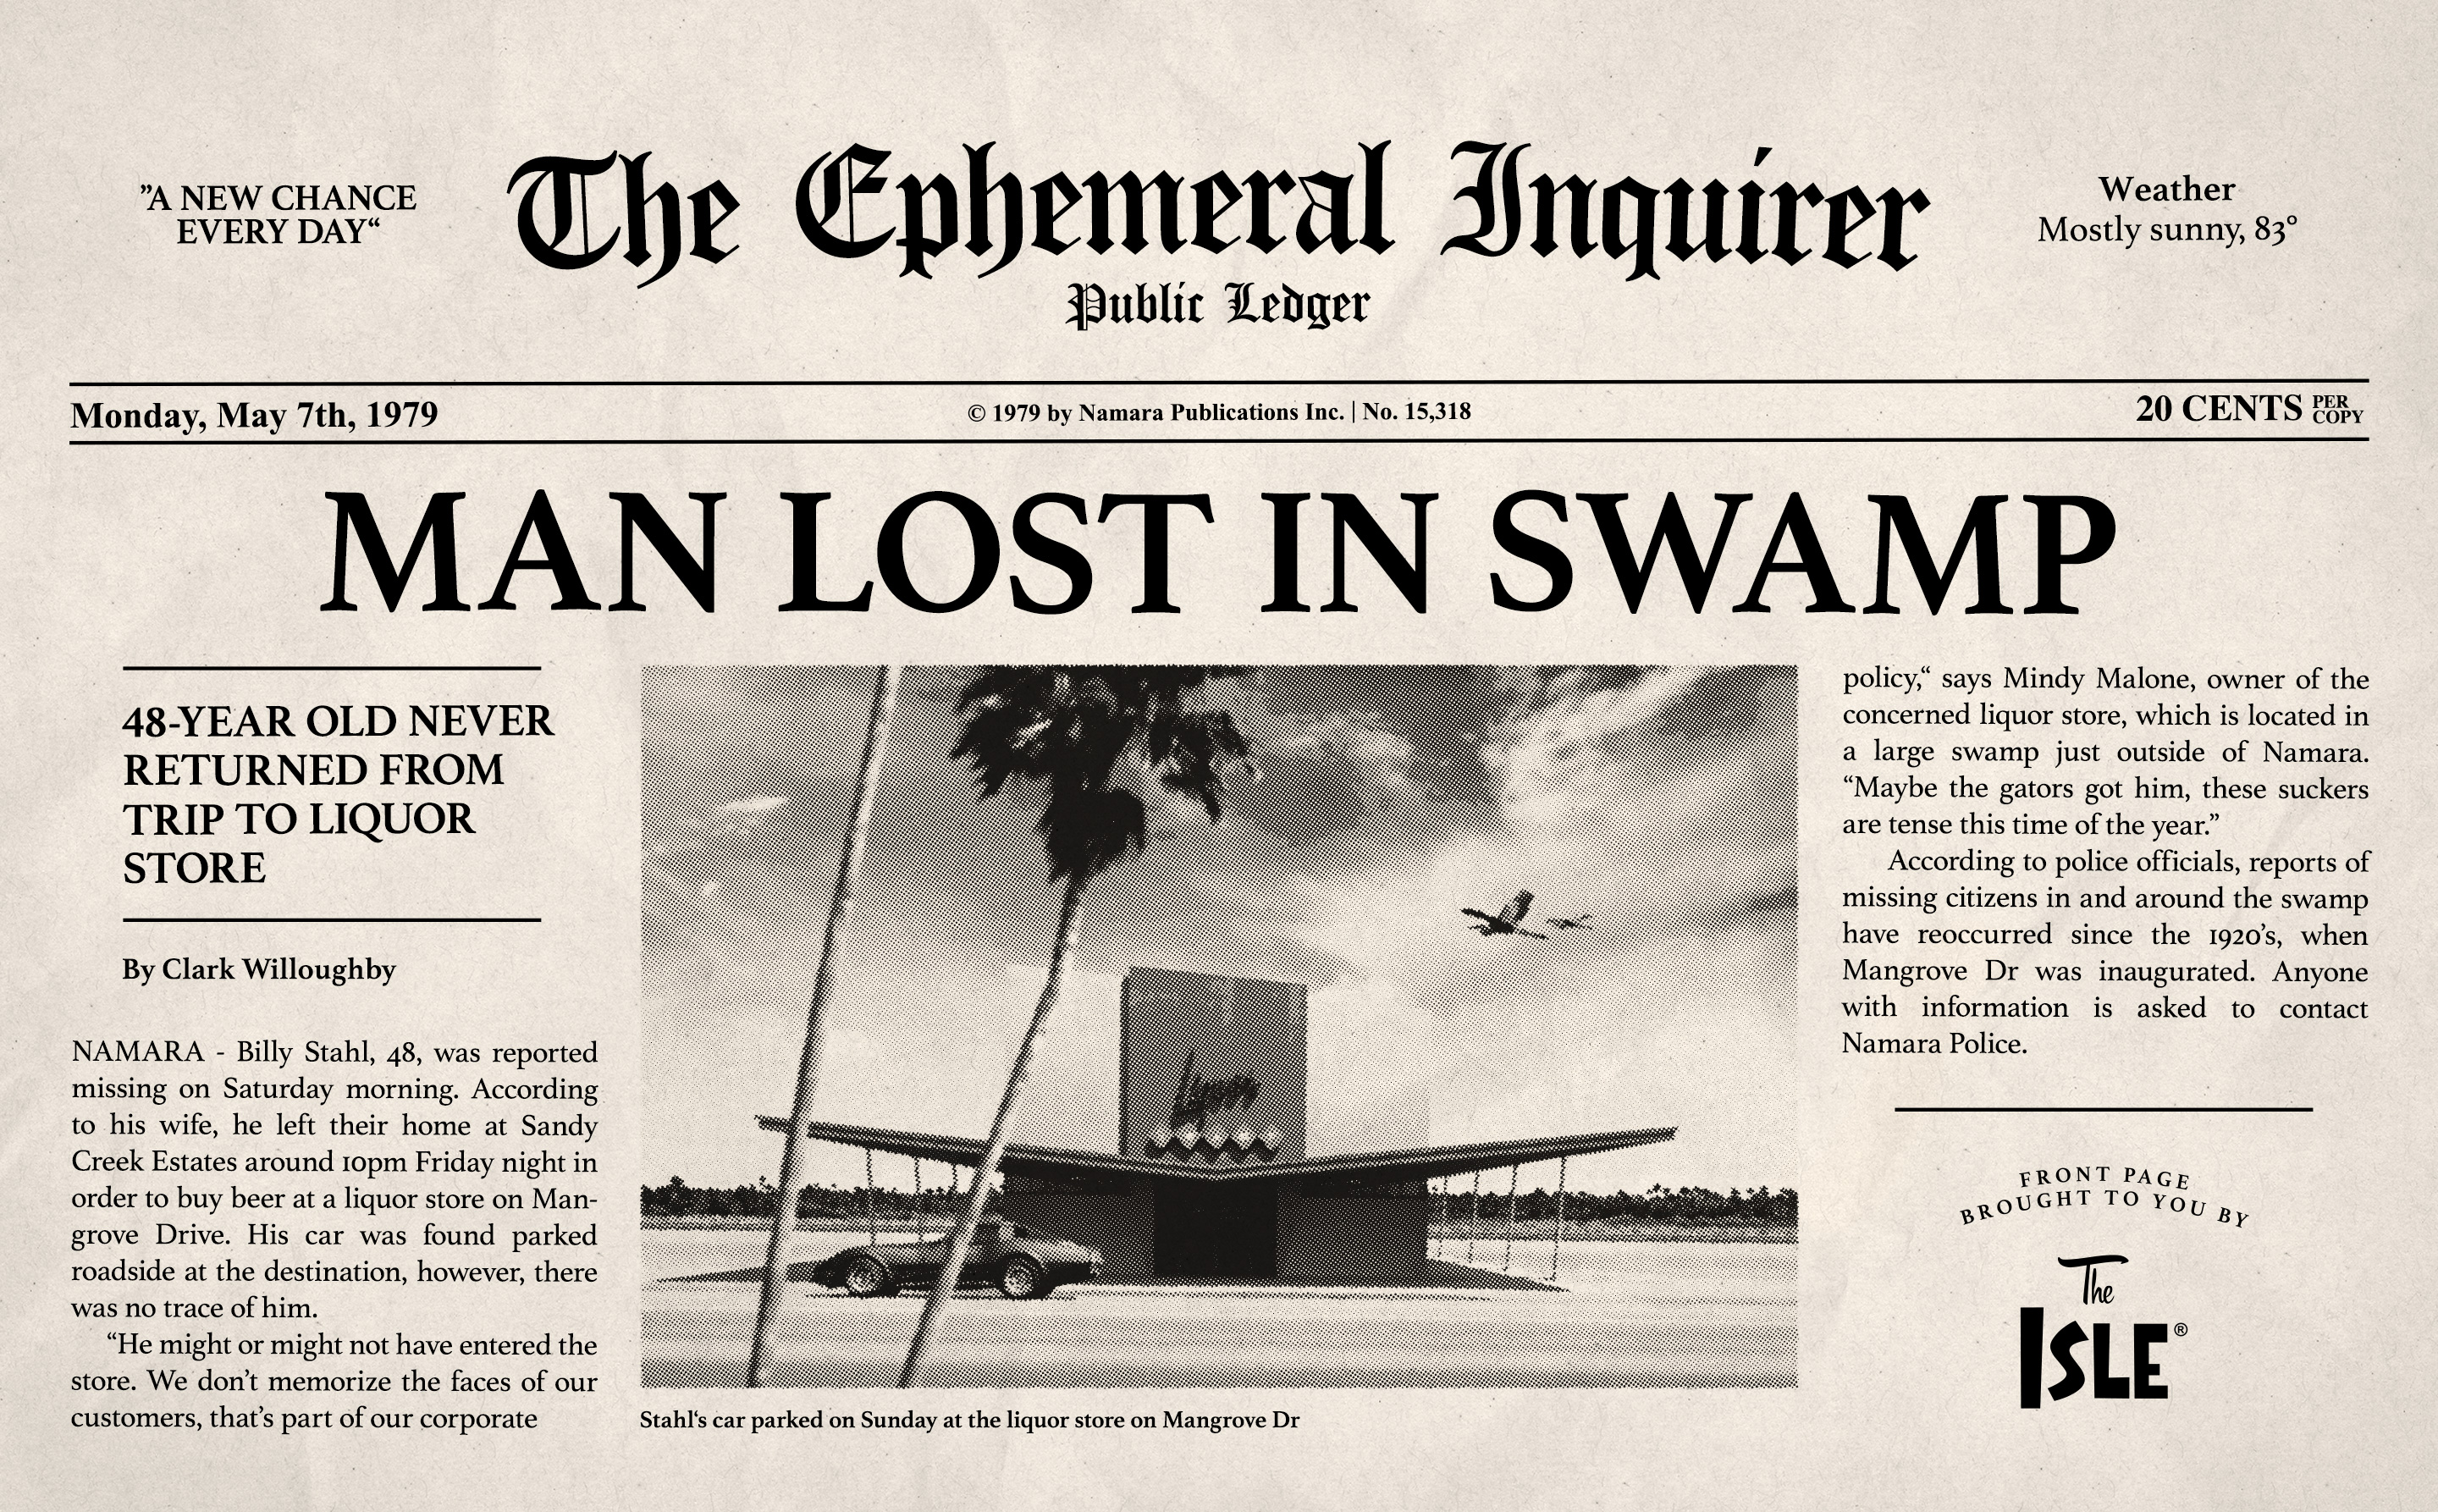 ”A NEW CHANCE
EVERY DAY“
The Ephemeral Inquirer
Public Ledger
Weather
Mostly sunny, 83°
Monday, May 7th, 1979
© 1979 by Namara Publications Inc. | No. 15,318
20 CENTS PER COPY
MAN LOST IN SWAMP
48-YEAR OLD NEVER
RETURNED FROM
TRIP TO LIQUOR
STORE
By Clark Willoughby
NAMARA - Billy Stahl, 48, was reported
missing on Saturday morning. According
to his wife, he left their home at Sandy
Creek Estates around 10pm Friday night in
order to buy beer at a liquor store on Man-
grove Drive. His car was found parked
roadside at the destination, however, there
was no trace of him.
“He might or might not have entered the
store. We don’t memorize the faces of our
customers, that’s part of our corporate
Liquor
Stahl‘s car parked on Sunday at the liquor store on Mangrove Dr
policy,“ says Mindy Malone, owner of the
concerned liquor store, which is located in
a large swamp just outside of Namara.
“Maybe the gators got him, these suckers
are tense this time of the year.”
According to police officials, reports of
missing citizens in and around the swamp
have reoccurred since the 1920’s, when
Mangrove Dr was inaugurated. Anyone
with information is asked to contact
Namara Police.
FRONT PAGE
BROUGHT TO YOU BY
The
ISLE®